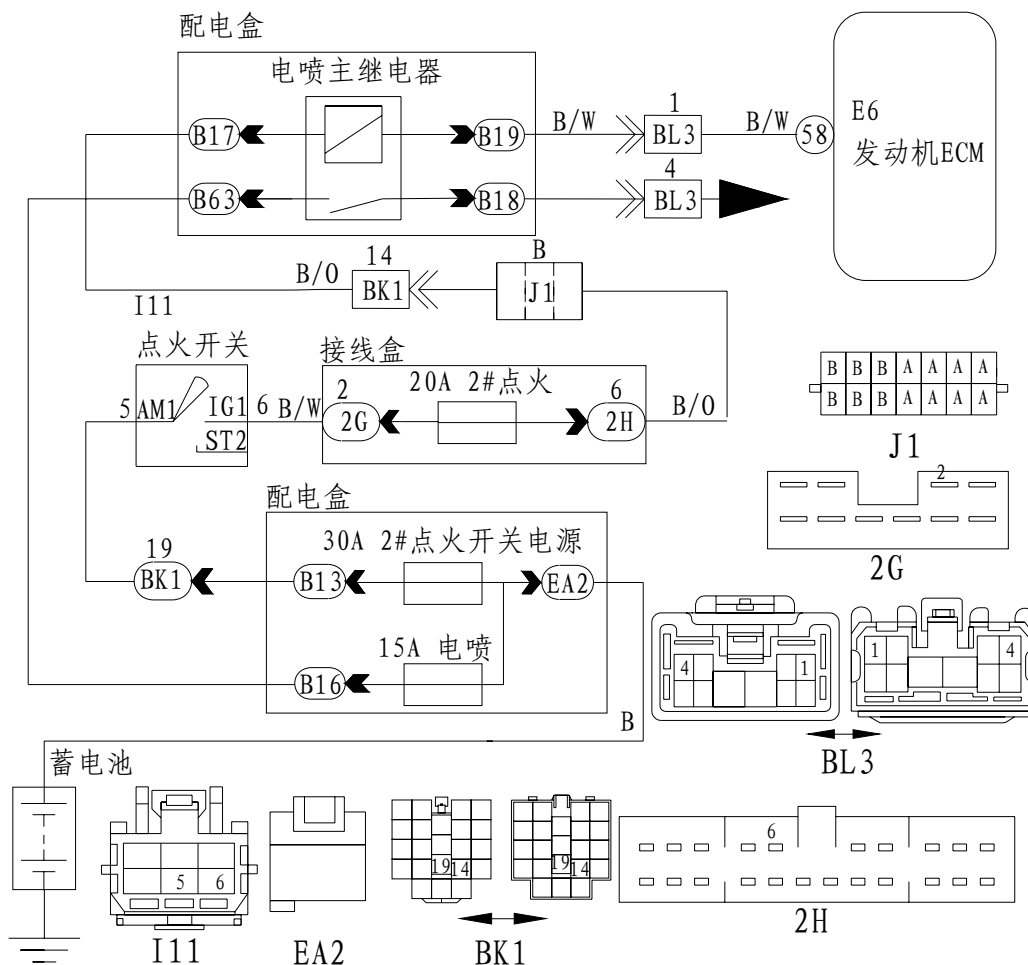 配电盒
电喷主继电器
B17
B19
B/W
1
BL3
B/W
58
E6
发动机ECM
B63
B18
4
BL3
B/O
14
BK1
B
J1
I11
点火开关
5
AM1
IG1
ST2
6
B/W
接线盒
2
2G
20A 2#点火
6
2H
B/O
B B B A A A A
B B B A A A A
J1
2
2G
配电盒
30A 2#点火开关电源
19
BK1
B13
EA2
15A 电喷
B16
B
4 1
1 4
BL3
蓄电池
5 6
I11
EA2
19 14
19 14
BK1
6
2H